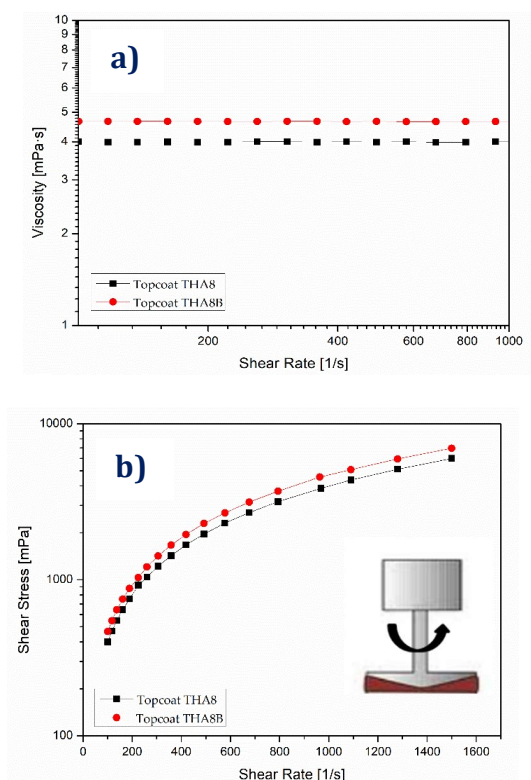 a)
10
9
8
7
6
5
4
3
2
1
Viscosity [mPa·s]
Topcoat THA8
Topcoat THA8B
200 400 600 800 1000
Shear Rate [1/s]
b)
10000
1000
100
Shear Stress [mPa]
Topcoat THA8
Topcoat THA8B
0 200 400 600 800 1000 1200 1400 1600
Shear Rate [1/s]